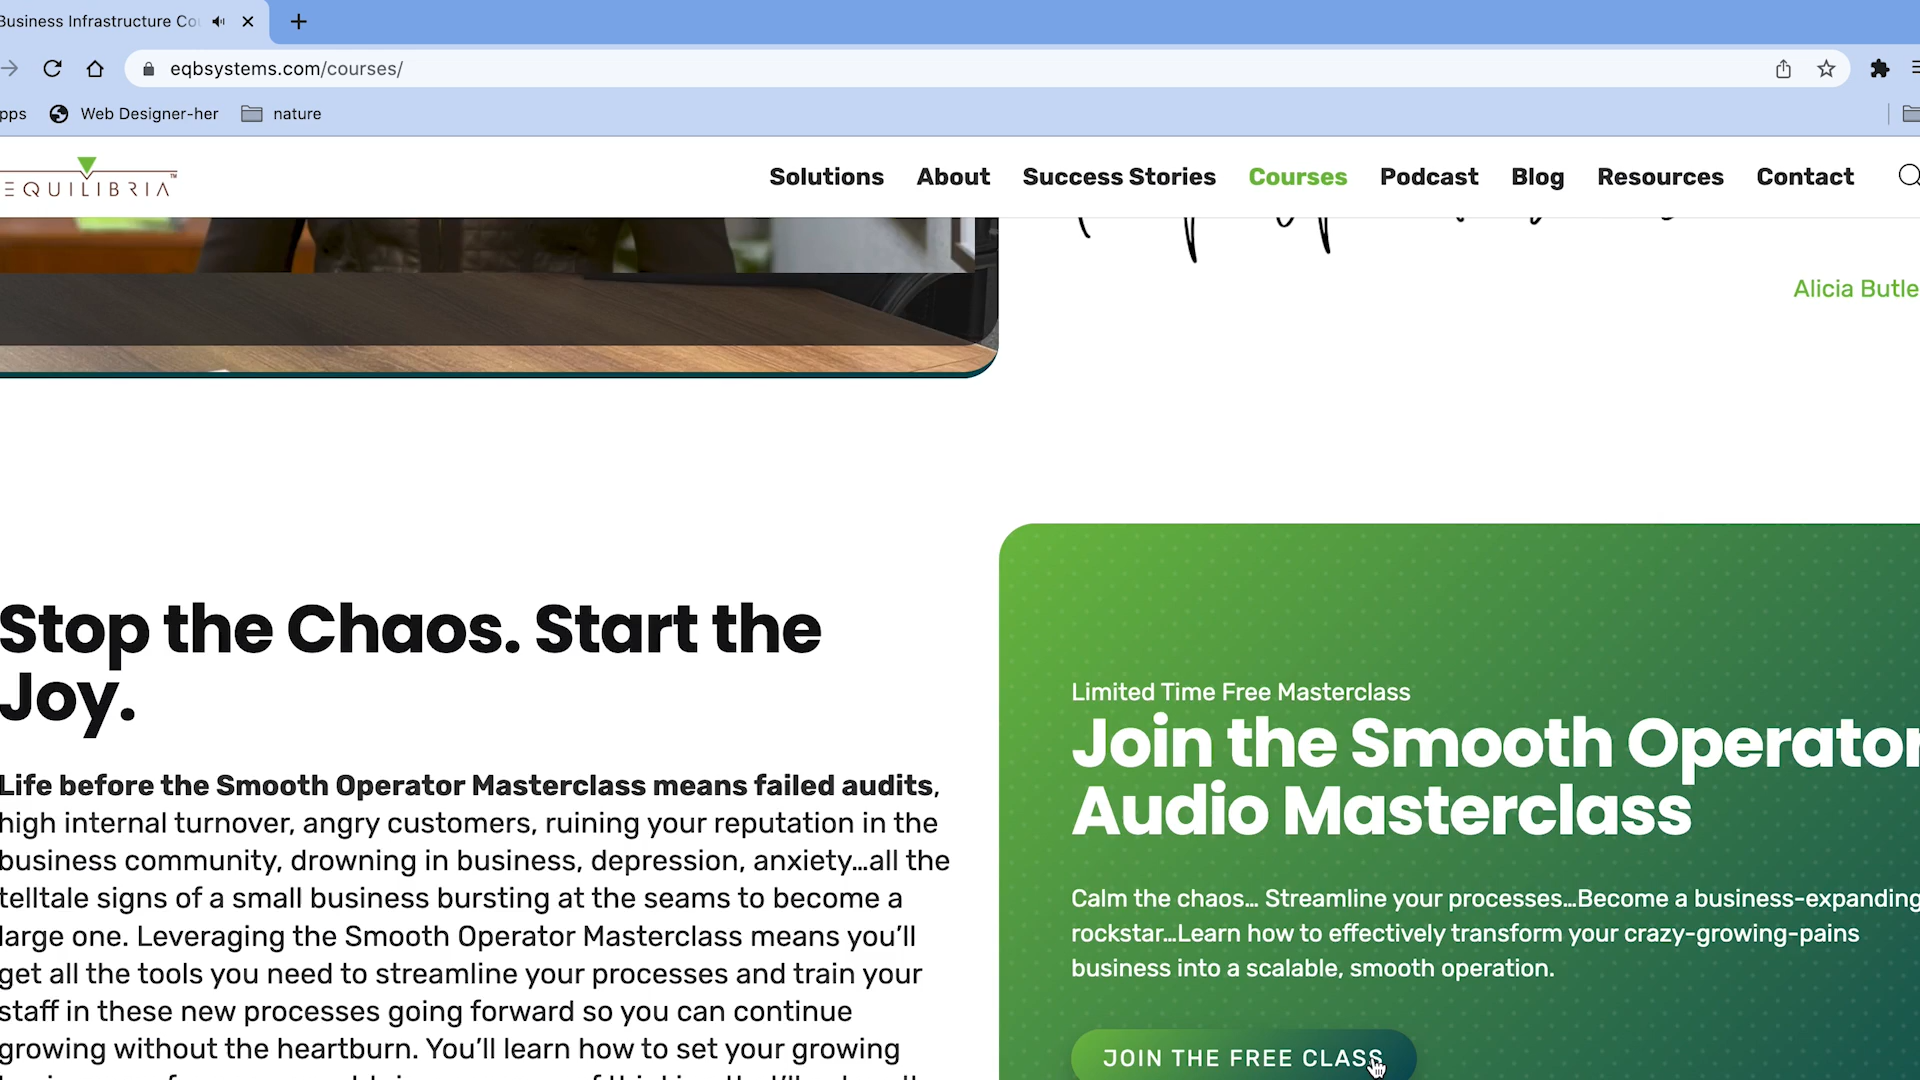 Business Infrastructure Co
eqbsystems.com/courses/
pps
Web Designer-her
nature
EQUILIBRIA™
Solutions
About
Success Stories
Courses
Podcast
Blog
Resources
Contact
Alicia Butle
Stop the Chaos. Start the
Joy.
Life before the Smooth Operator Masterclass means failed audits,
high internal turnover, angry customers, ruining your reputation in the
business community, drowning in business, depression, anxiety…all the
telltale signs of a small business bursting at the seams to become a
large one. Leveraging the Smooth Operator Masterclass means you’ll
get all the tools you need to streamline your processes and train your
staff in these new processes going forward so you can continue
growing without the heartburn. You’ll learn how to set your growing
Limited Time Free Masterclass
Join the Smooth Operator
Audio Masterclass
Calm the chaos… Streamline your processes…Become a business-expanding
rockstar…Learn how to effectively transform your crazy-growing-pains
business into a scalable, smooth operation.
JOIN THE FREE CLASS